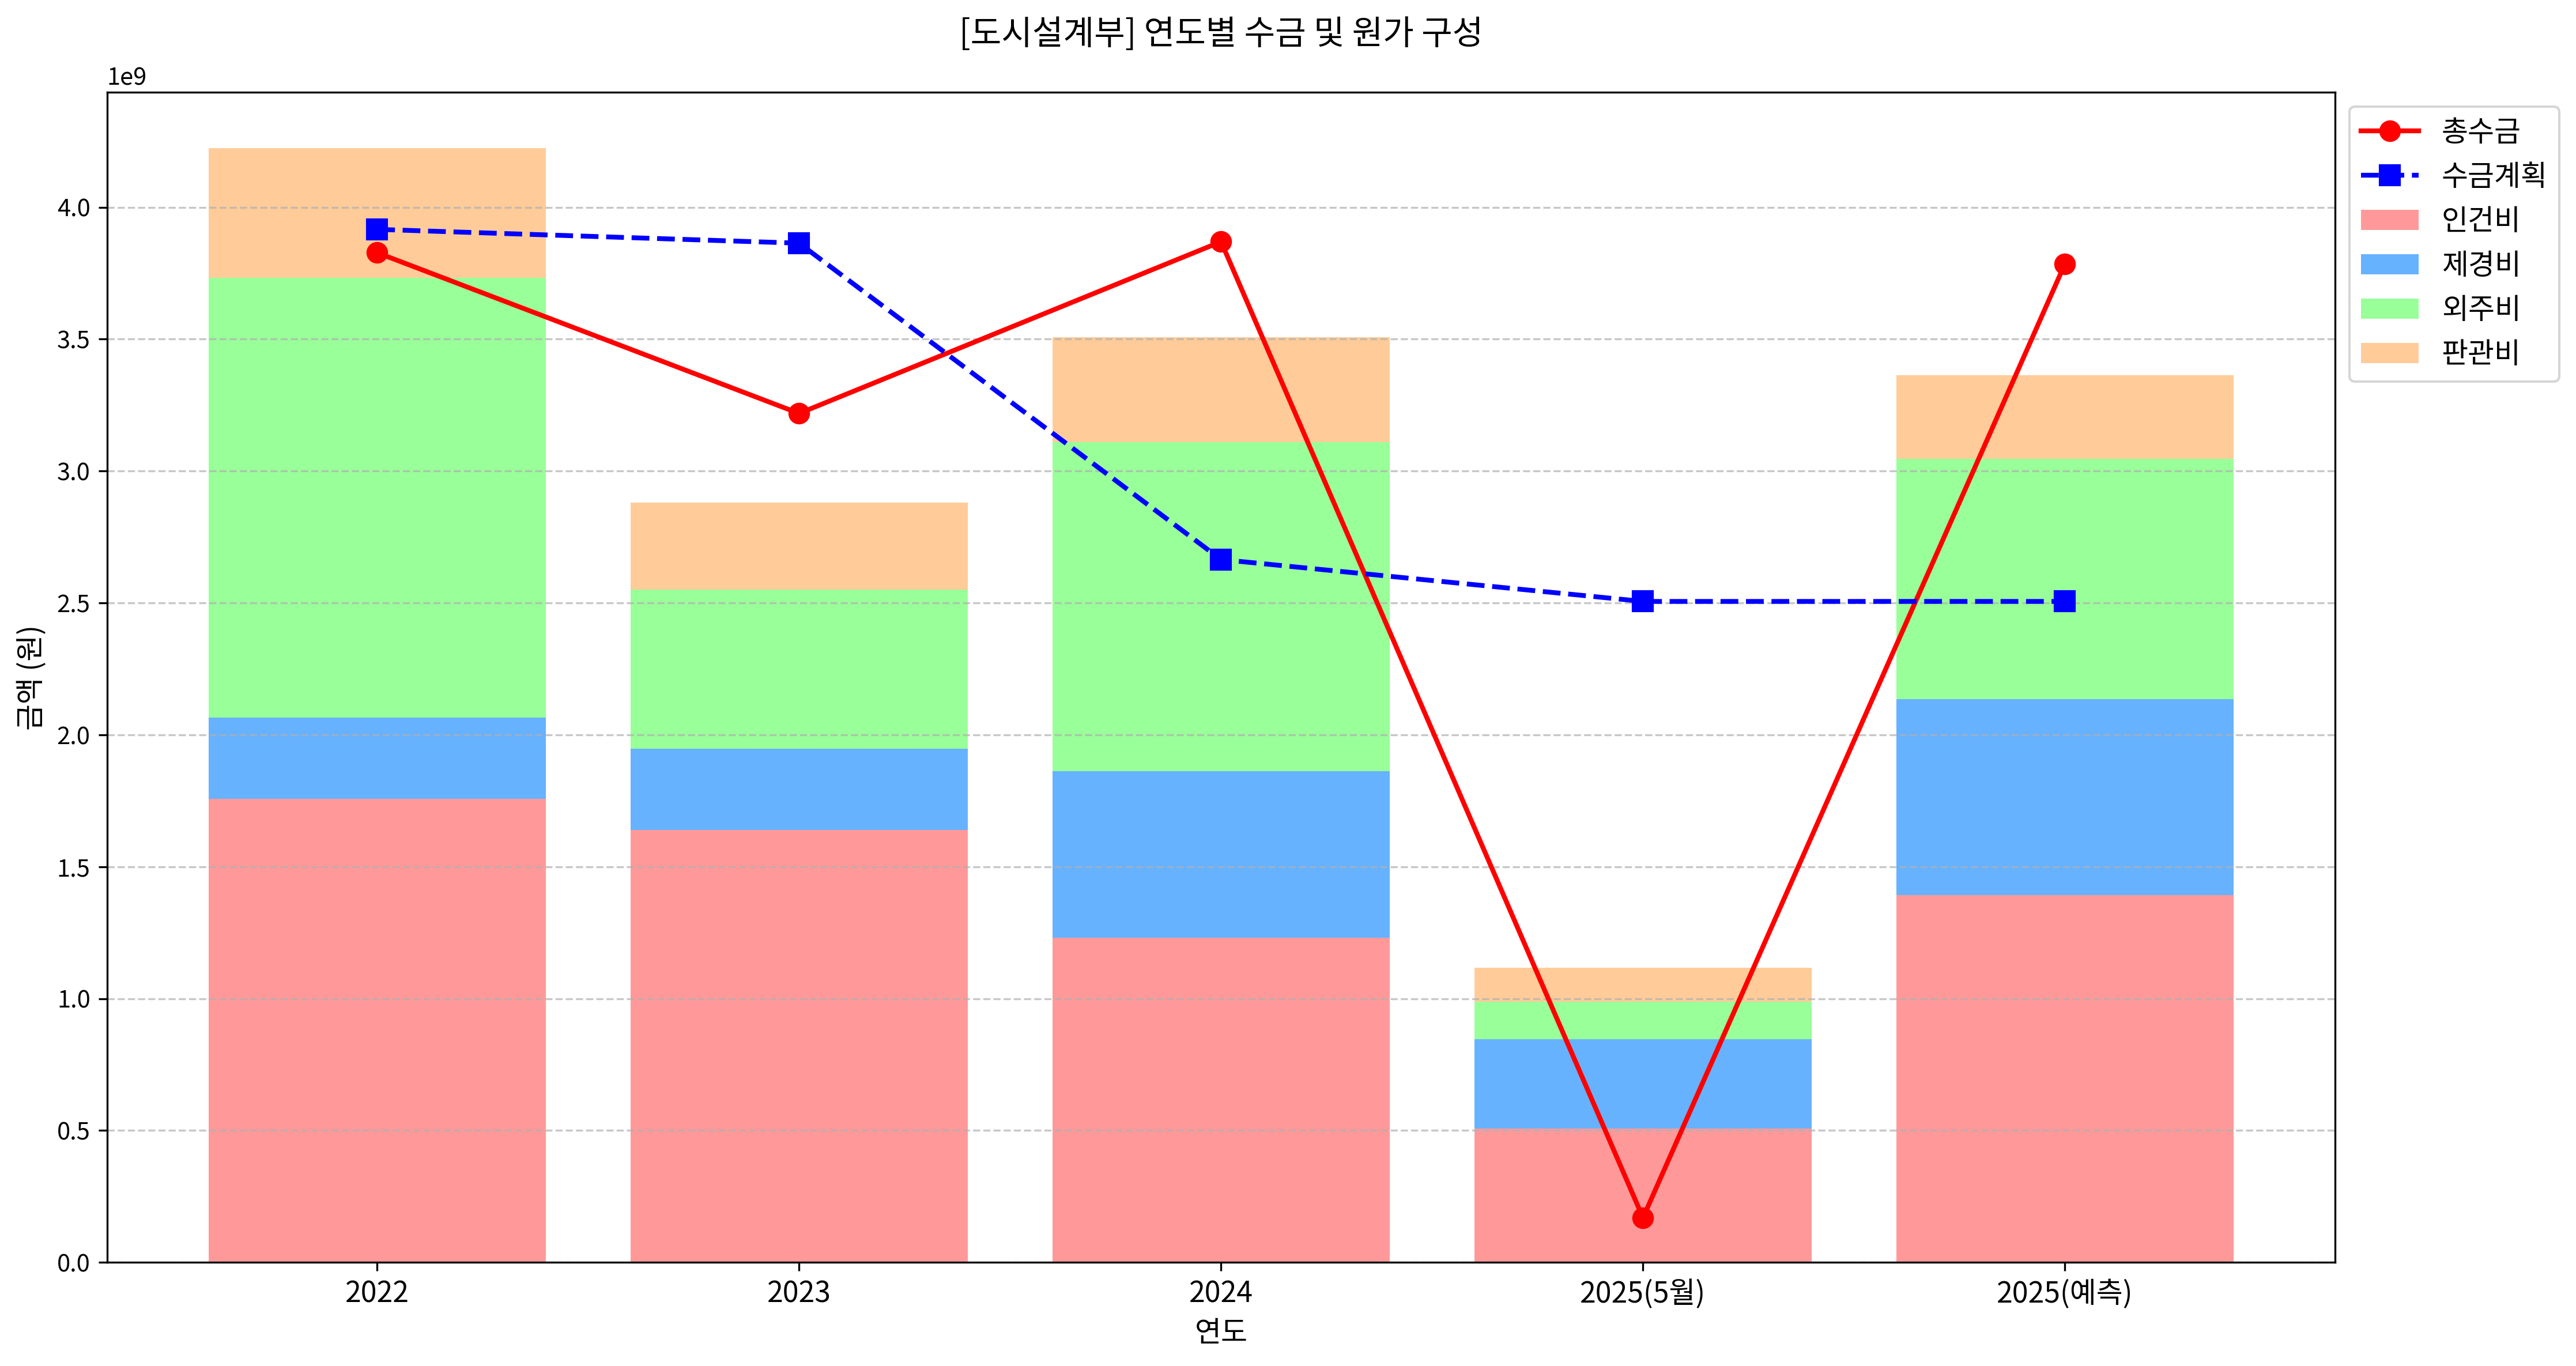 [도시설계부] 연도별 수금 및 원가 구성
1e9
4.0
3.5
3.0
2.5
2.0
1.5
1.0
0.5
0.0
금액 (원)
2022
2023
2024
2025(5월)
2025(예측)
연도
총수금
수금계획
인건비
제경비
외주비
판관비